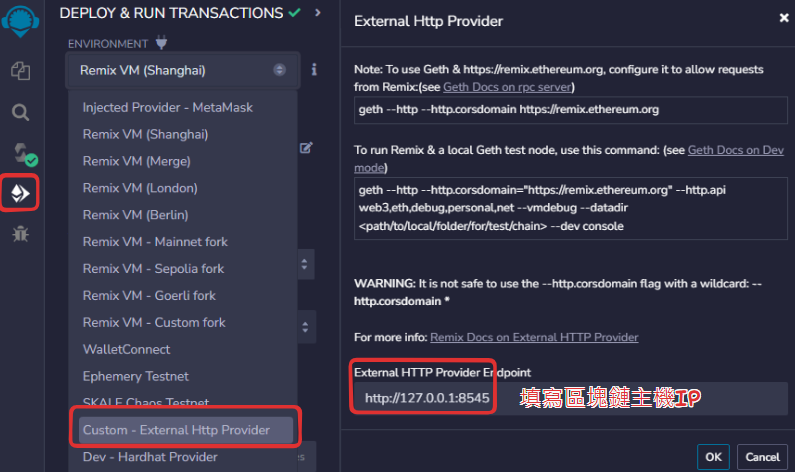 DEPLOY & RUN TRANSACTIONS
ENVIRONMENT
Remix VM (Shanghai)
Injected Provider - MetaMask
Remix VM (Shanghai)
Remix VM (Merge)
Remix VM (London)
Remix VM (Berlin)
Remix VM - Mainnet fork
Remix VM - Sepolia fork
Remix VM - Goerli fork
Remix VM - Custom fork
WalletConnect
Ephemery Testnet
SKALE Chaos Testnet
Custom - External Http Provider
Dev - Hardhat Provider
External Http Provider
Note: To use Geth & https://remix.ethereum.org, configure it to allow requests
from Remix:(see Geth Docs on rpc server)
geth --http --http.corsdomain https://remix.ethereum.org
To run Remix & a local Geth test node, use this command: (see Geth Docs on Dev
mode)
geth --http --http.corsdomain="https://remix.ethereum.org" --http.api
web3,eth,debug,personal,net --vmdebug --datadir
<path/to/local/folder/for/test/chain> --dev console
WARNING: It is not safe to use the --http.corsdomain flag with a wildcard: --
http.corsdomain *
For more info: Remix Docs on External HTTP Provider
External HTTP Provider Endpoint
http://127.0.0.1:8545
填寫區塊鏈主機IP
OK Cancel